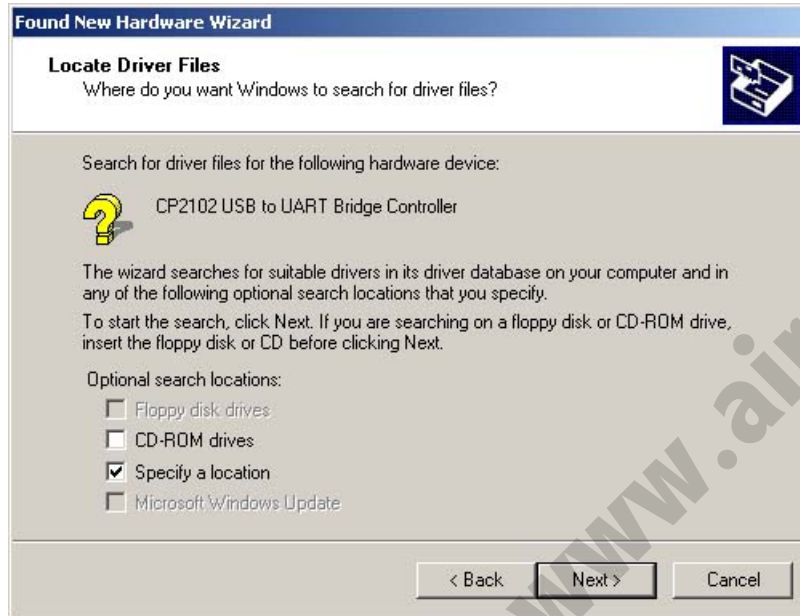 Found New Hardware Wizard
Locate Driver Files
Where do you want Windows to search for driver files?
Search for driver files for the following hardware device:
CP2102 USB to UART Bridge Controller
The wizard searches for suitable drivers in its driver database on your computer and in
any of the following optional search locations that you specify.
To start the search, click Next. If you are searching on a floppy disk or CD-ROM drive,
insert the floppy disk or CD before clicking Next.
Optional search locations:
Floppy disk drives
CD-ROM drives
Specify a location
Microsoft Windows Update
< Back
Next >
Cancel
www.air